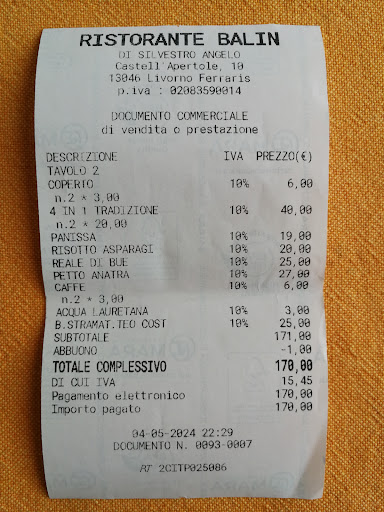 RISTORANTE BALIN
DI SILVESTRO ANGELO
Castell'Apertole, 10
13046 Livorno Ferraris
p.iva : 02083590014
DOCUMENTO COMMERCIALE
di vendita o prestazione
DESCRIZIONE IVA PREZZO(€)
TAVOLO 2
COPERTO 10% 6,00
n.2 * 3,00
4 IN 1 TRADIZIONE 10% 40,00
n.2 * 20,00
PANISSA 10% 19,00
RISOTTO ASPARAGI 10% 20,00
REALE DI BUE 10% 25,00
PETTO ANATRA 10% 27,00
CAFFE 10% 6,00
n.2 * 3,00
ACQUA LAURETANA 10% 3,00
B.STRAMAT.TEO COST 10% 25,00
SUBTOTALE 171,00
ABBUONO -1,00
TOTALE COMPLESSIVO 170,00
DI CUI IVA 15,45
Pagamento elettronico 170,00
Importo pagato 170,00
04-05-2024 22:29
DOCUMENTO N. 0093-0007
RT 2CITP025086